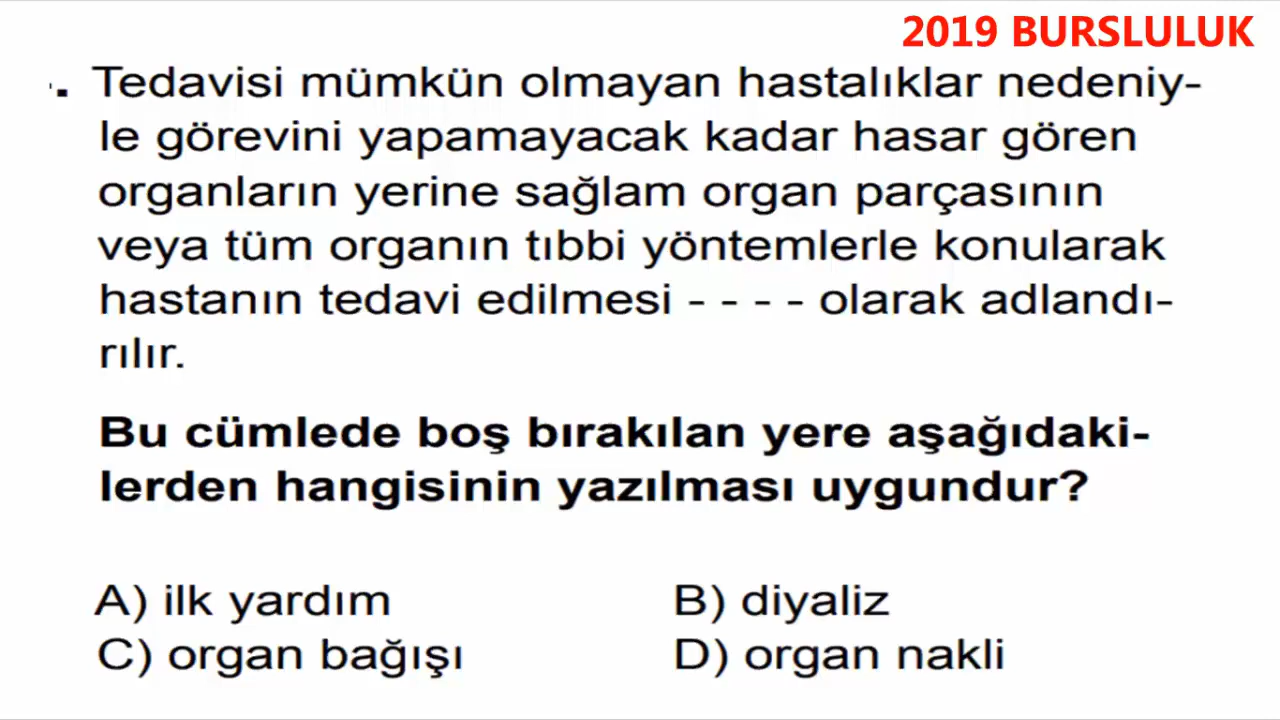 2019 BURSLULUK
. Tedavisi mümkün olmayan hastalıklar nedeniy-
le görevini yapamayacak kadar hasar gören
organların yerine sağlam organ parçasının
veya tüm organın tıbbi yöntemlerle konularak
hastanın tedavi edilmesi - - - - olarak adlandı-
rılır.
Bu cümlede boş bırakılan yere aşağıdaki-
lerden hangisinin yazılması uygundur?
A) ilk yardım B) diyaliz
C) organ bağışı D) organ nakli